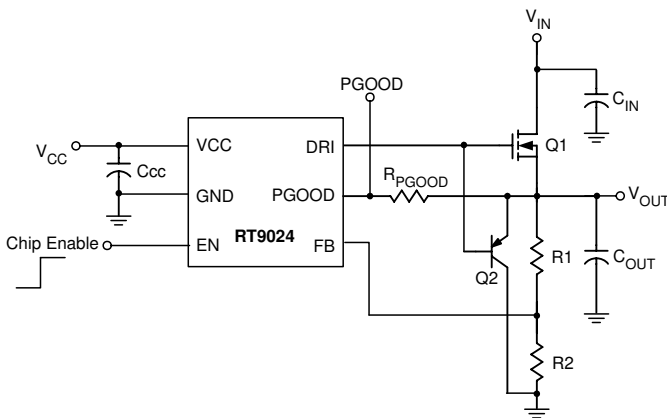 V_IN
PGOOD
C_IN
V_CC
VCC
DRI
Q1
Ccc
R_PGOOD
GND
PGOOD
V_OUT
Chip Enable
EN
RT9024
FB
Q2
R1
C_OUT
R2